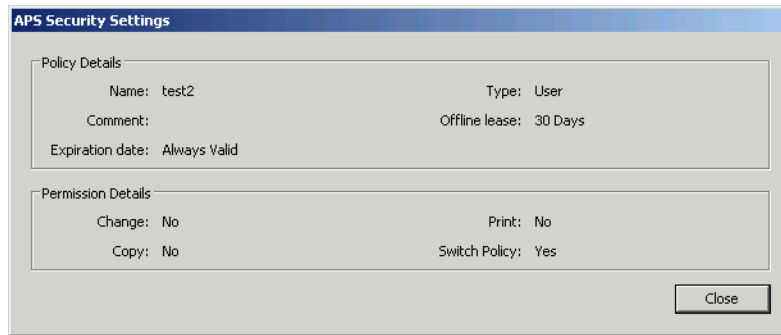 APS Security Settings
Policy Details
Name: test2 Type: User
Comment: Offline lease: 30 Days
Expiration date: Always Valid
Permission Details
Change: No Print: No
Copy: No Switch Policy: Yes
Close